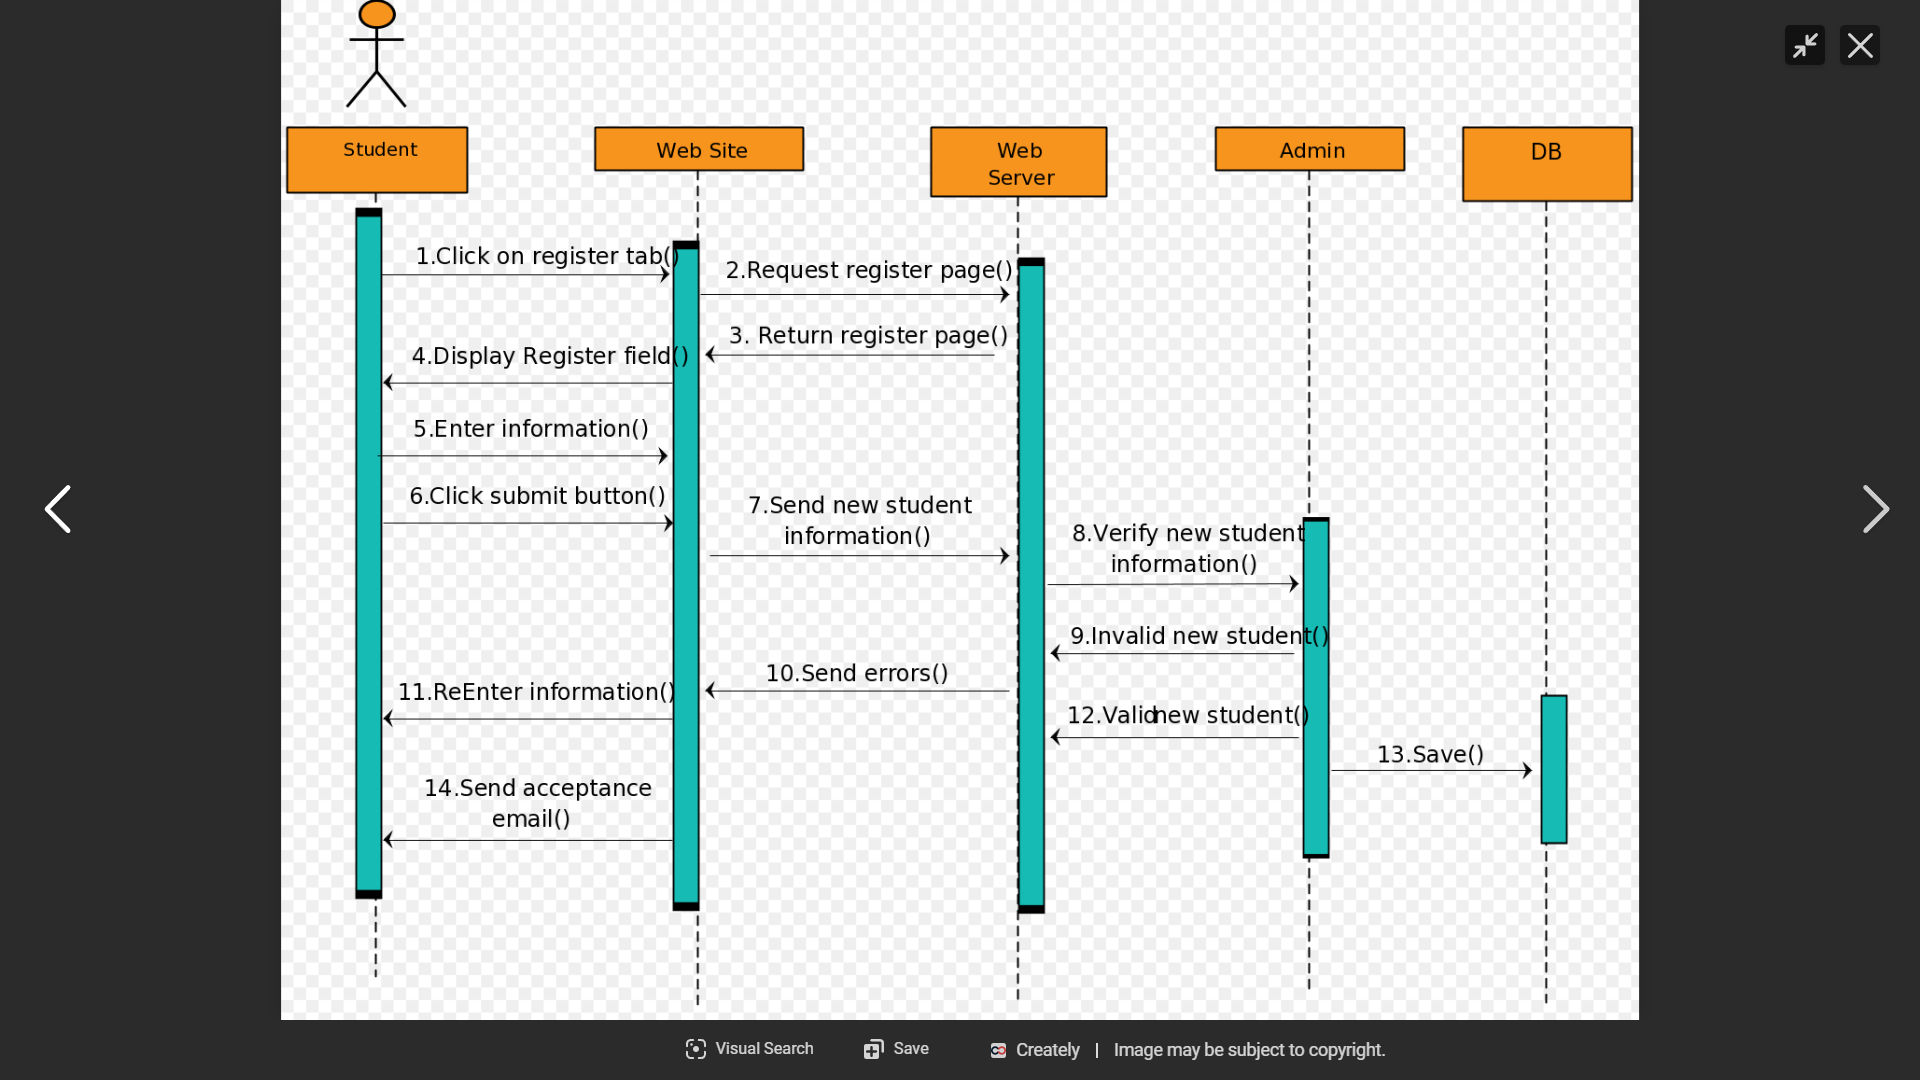 Student
Web Site
Web
Server
Admin
DB
1.Click on register tab()
2.Request register page()
3. Return register page()
4.Display Register field()
5.Enter information()
6.Click submit button()
7.Send new student
information()
8.Verify new student
information()
9.Invalid new student()
10.Send errors()
11.ReEnter information()
12.Valid new student()
13.Save()
14.Send acceptance
email()
Visual Search
Save
Creately | Image may be subject to copyright.